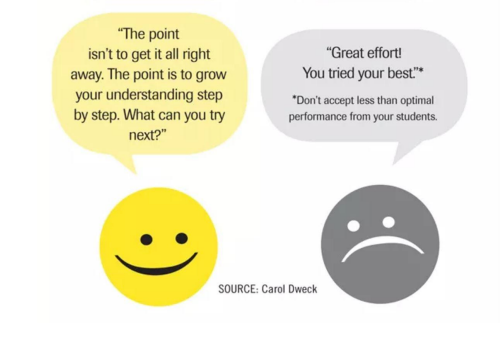 “The point
isn’t to get it all right
away. The point is to grow
your understanding step
by step. What can you try
next?”
“Great effort!
You tried your best.”*
*Don’t accept less than optimal
performance from your students.
SOURCE: Carol Dweck